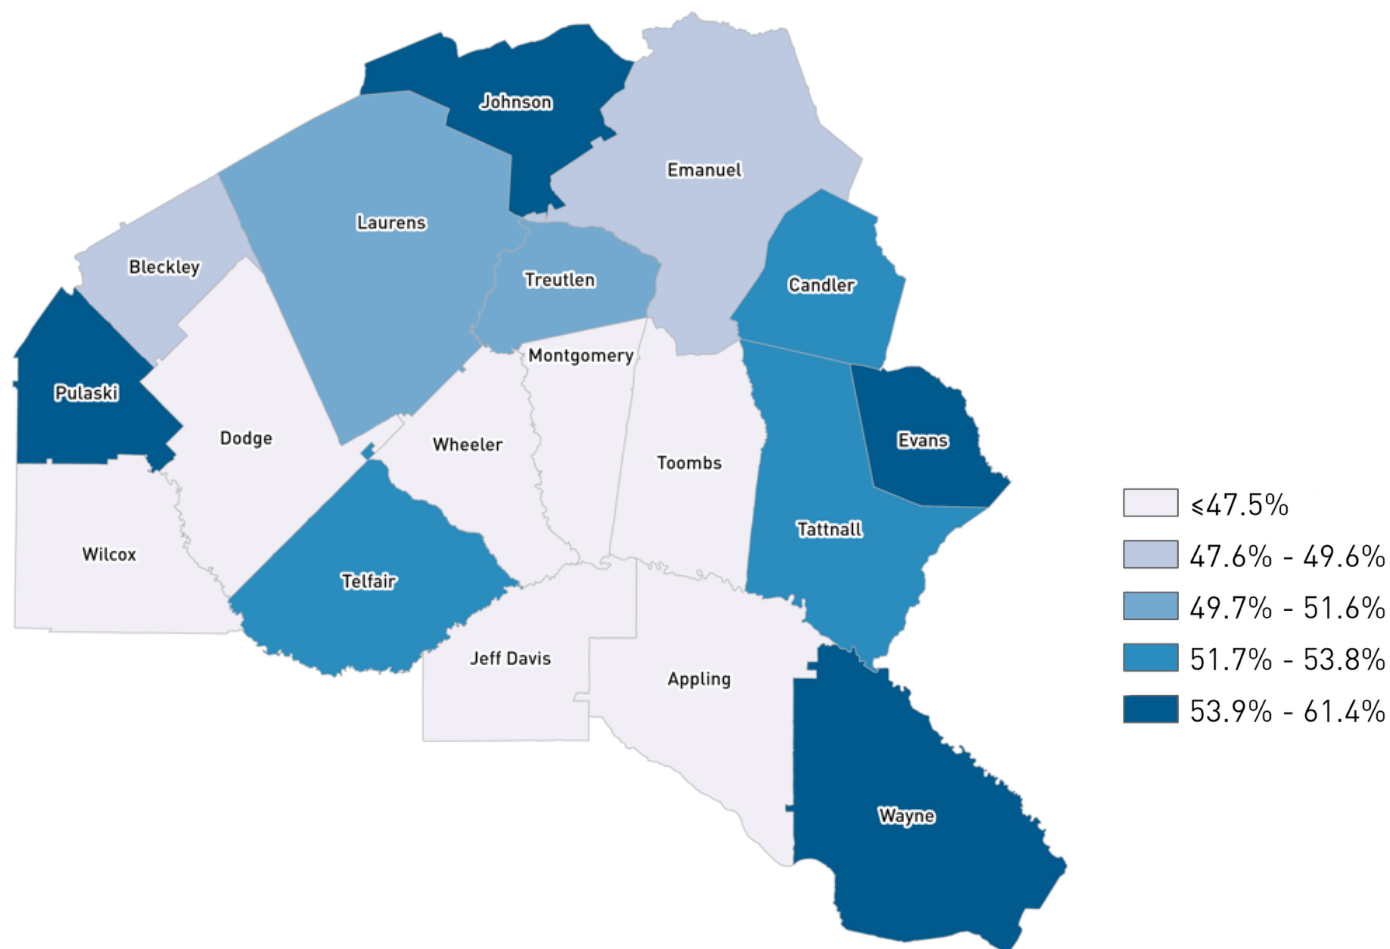 Johnson
Emanuel
Laurens
Bleckley
Treutlen
Candler
Montgomery
Pulaski
Dodge
Wheeler
Evans
Toombs
Tattnall
Wilcox
Telfair
Jeff Davis
Appling
Wayne
≤47.5%
47.6% - 49.6%
49.7% - 51.6%
51.7% - 53.8%
53.9% - 61.4%